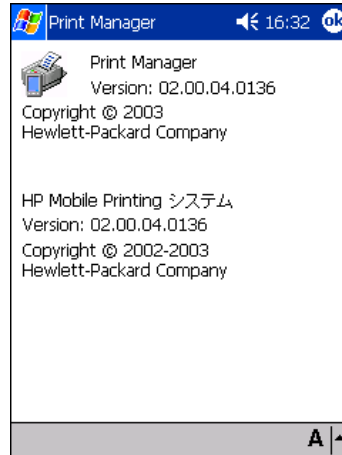 Print Manager 16:32 ok
Print Manager
Version: 02.00.04.0136
Copyright © 2003
Hewlett-Packard Company
HP Mobile Printing システム
Version: 02.00.04.0136
Copyright © 2002-2003
Hewlett-Packard Company
A